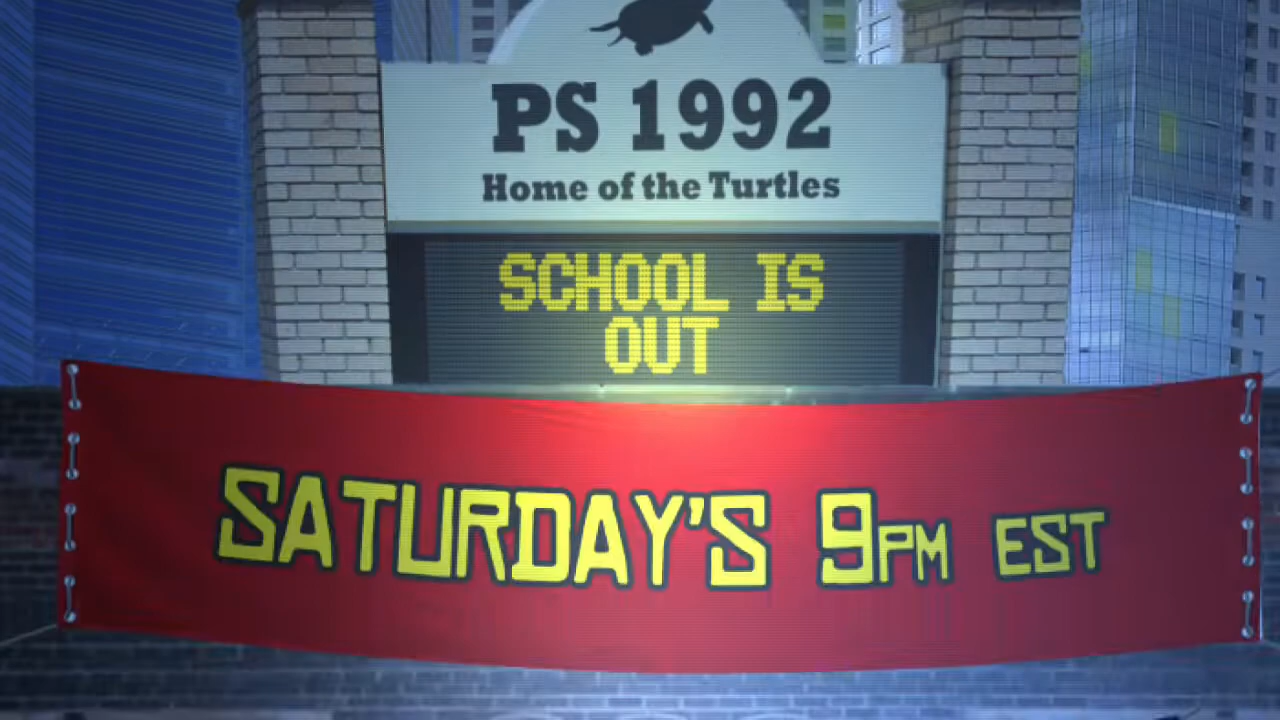 PS 1992
Home of the Turtles
SCHOOL IS
OUT
SATURDAY'S 9PM EST